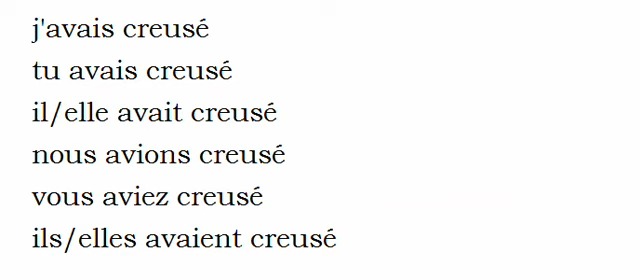 j'avais creusé
tu avais creusé
il/elle avait creusé
nous avions creusé
vous aviez creusé
ils/elles avaient creusé